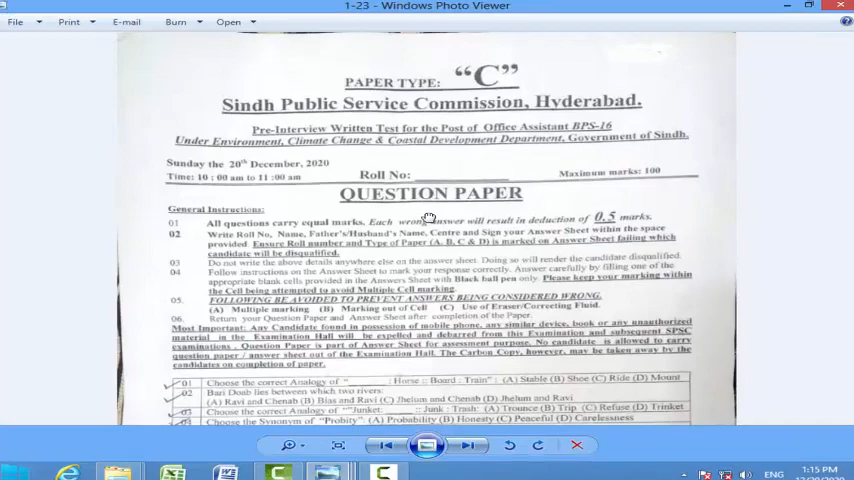 1-23 - Windows Photo Viewer
File Print Burn E-mail Open
PAPER TYPE: "C"
Sindh Public Service Commission, Hyderabad.
Pre-Interview Written Test for the Post of Office Assistant BPS-16
Under Environment, Climate Change & Coastal Development Department, Government of Sindh.
Sunday the 20th December, 2020
Time: 10 : 00 am to 11 : 00 am Roll No: Maximum marks: 100
QUESTION PAPER
General Instructions:
01 All questions carry equal marks. Each wrong answer will result in deduction of 0.5 marks.
02 Write Roll No, Name, Father's/Husband's Name, Centre and Sign your Answer Sheet within the space
provided. Ensure Roll number and Type of Paper (A, B, C & D) is marked on Answer Sheet failing which
candidate will be disqualified.
03 Do not write the above details anywhere else on the answer sheet. Doing so will render the candidate disqualified.
04 Follow instructions on the Answer Sheet to mark your response correctly. Answer carefully by filling one of the
appropriate blank cells provided in the Answers Sheet with Black ball pen only. Please keep your marking within
the Cell being attempted to avoid Multiple Cell marking.
05. FOLLOWING BE AVOIDED TO PREVENT ANSWERS BEING CONSIDERED WRONG.
(A) Multiple marking (B) Marking out of Cell (C) Use of Eraser/Correcting Fluid.
06. Return your Question Paper and Answer Sheet after completion of the Paper.
Most Important: Any Candidate found in possession of mobile phone, any similar device, book or any unauthorized
material in the Examination Hall will be expelled and debarred from this Examination and subsequent SPSC
examinations . Question Paper is part of Answer Sheet for assessment purpose. No candidate is allowed to carry
question paper / answer sheet out of the Examination Hall. The Carbon Copy, however, may be taken away by the
candidates on completion of paper.
01 Choose the correct Analogy of "_____ : Horse :: Board : Train" : (A) Stable (B) Shoe (C) Ride (D) Mount
02 Bari Doab lies between which two rivers:
(A) Ravi and Chenab (B) Bias and Ravi (C) Jhelum and Chenab (D) Jhelum and Ravi
03 Choose the correct Analogy of ""Junket: _____ :: Junk : Trash: (A) Trounce (B) Trip (C) Refuse (D) Trinket
04 Choose the Synonym of "Probity: (A) Probability (B) Honesty (C) Peaceful (D) Carelessness
ENG 1:15 PM